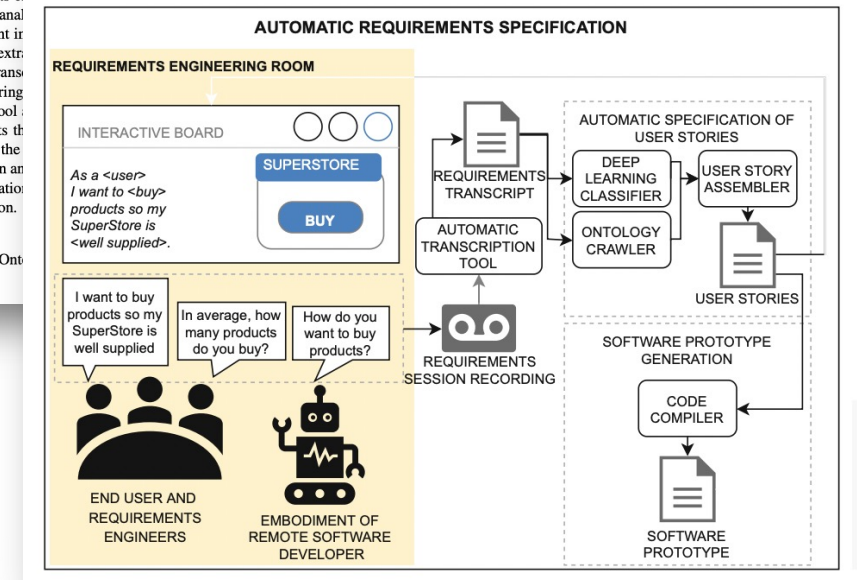 AUTOMATIC REQUIREMENTS SPECIFICATION
REQUIREMENTS ENGINEERING ROOM
INTERACTIVE BOARD
As a <user>
I want to <buy>
products so my
SuperStore is
<well supplied>.
SUPERSTORE
BUY
I want to buy
products so my
SuperStore is
well supplied
In average, how
many products
do you buy?
How do you
want to buy
products?
END USER AND
REQUIREMENTS
ENGINEERS
EMBODIMENT OF
REMOTE SOFTWARE
DEVELOPER
REQUIREMENTS
TRANSCRIPT
AUTOMATIC
TRANSCRIPTION
TOOL
REQUIREMENTS
SESSION RECORDING
AUTOMATIC SPECIFICATION OF
USER STORIES
DEEP
LEARNING
CLASSIFIER
ONTOLOGY
CRAWLER
USER STORY
ASSEMBLER
USER STORIES
SOFTWARE PROTOTYPE
GENERATION
CODE
COMPILER
SOFTWARE
PROTOTYPE